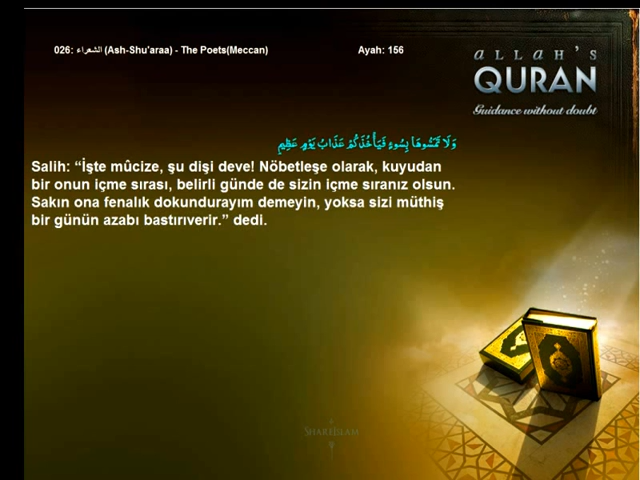 026: الشعراء (Ash-Shu'araa) - The Poets(Meccan)
Ayah: 156
ALLAH'S
QURAN
Guidance without doubt
وَلَا تَمَسُّوهَا بِسُوءٍ فَيَأْخُذَكُمْ عَذَابُ يَوْمٍ عَظِيمٍ
Salih: “İşte mûcize, şu dişi deve! Nöbetleşe olarak, kuyudan
bir onun içme sırası, belirli günde de sizin içme sıranız olsun.
Sakın ona fenalık dokundurayım demeyin, yoksa sizi müthiş
bir günün azabı bastırıverir.” dedi.
SHAREISLAM